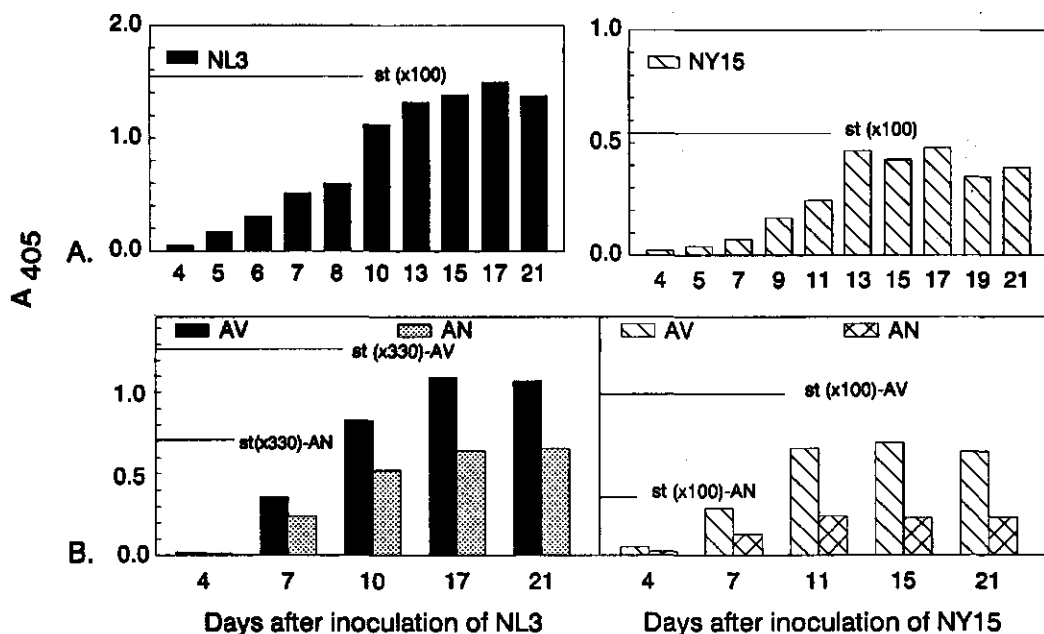 2.0
NL3
st (x100)
1.0
0.0
4 5 6 7 8 10 13 15 17 21
1.0
NY15
st (x100)
0.5
0.0
4 5 7 9 11 13 15 17 19 21
A.
A 405
AV AN
st (x330)-AV
1.0
st(x330)-AN
0.5
0.0
B.
4 7 10 17 21
Days after inoculation of NL3
AV AN
st (x100)-AV
st (x100)-AN
4 7 11 15 21
Days after inoculation of NY15